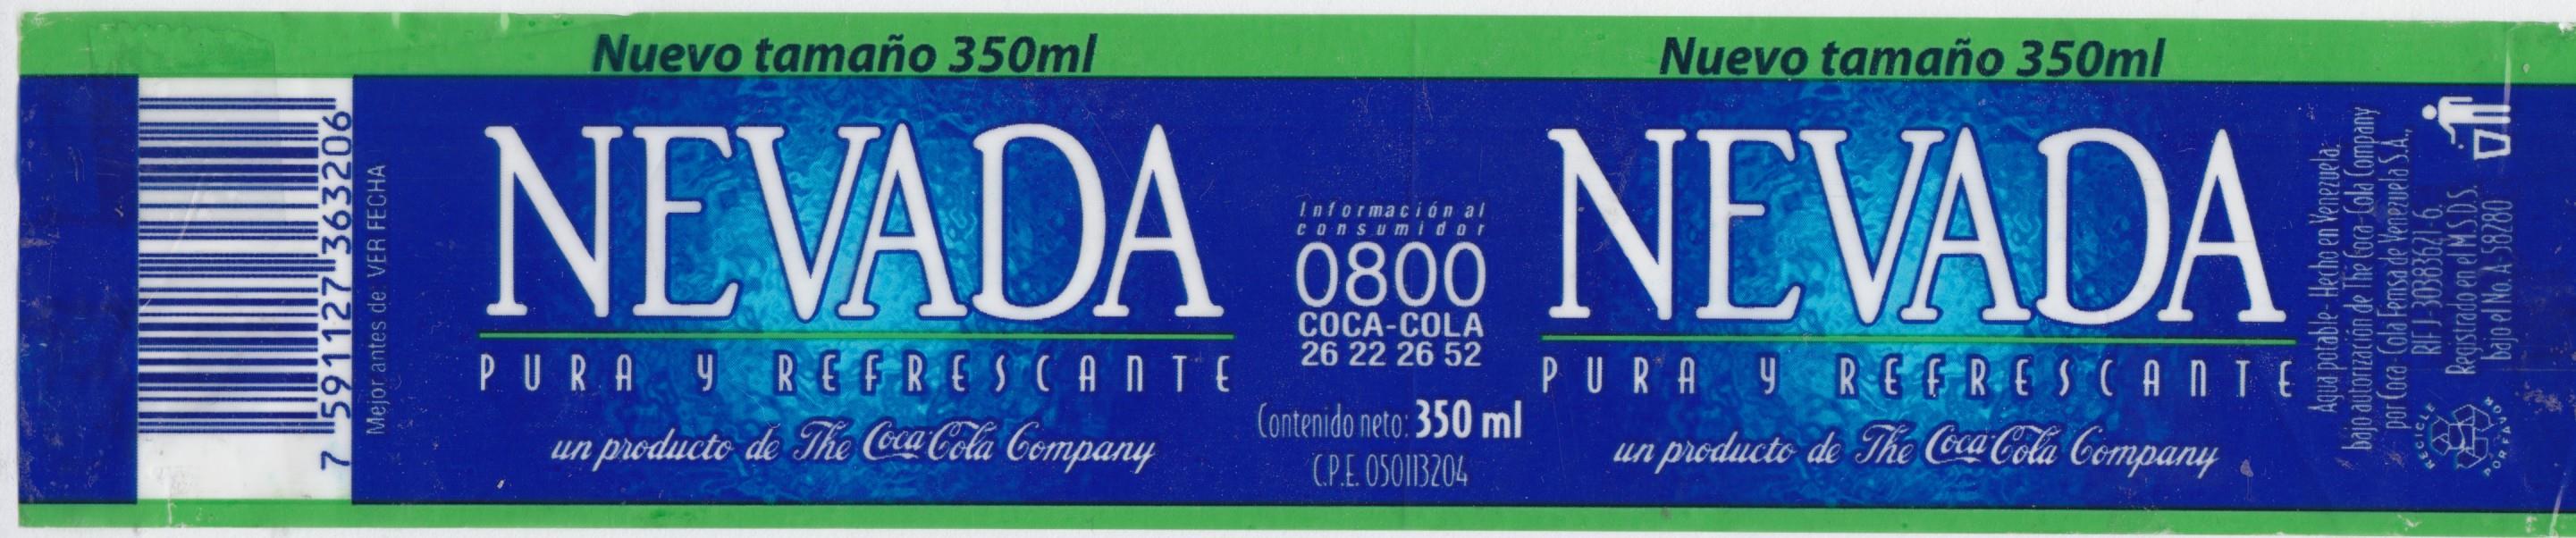 Nuevo tamaño 350ml
Nuevo tamaño 350ml
7 591127 363206
Mejor antes de: VER FECHA
NEVADA
PURA Y REFRESCANTE
un producto de The Coca-Cola Company
Información al
consumidor
0800
COCA-COLA
26 22 26 52
Contenido neto: 350 ml
C.P.E. 050113204
NEVADA
PURA Y REFRESCANTE
un producto de The Coca-Cola Company
Agua potable - Hecho en Venezuela,
bajo autorización de The Coca-Cola Company
por Coca-Cola Femsa de Venezuela S.A.,
RIF J-30383621-6.
Registrado en el M.S.D.S.
bajo el No. A-58280
RECICLE
POR FAVOR